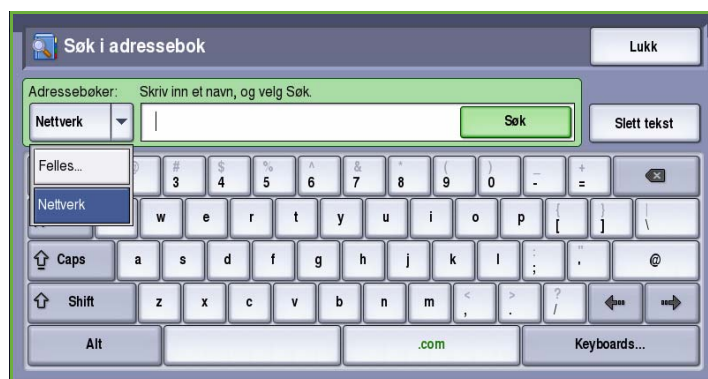 Søk i adressebok
Lukk
Adressebøker: Skriv inn et navn, og velg Søk.
Nettverk Søk Slett tekst
Felles...
Nettverk
# $ % ^ & * ( ) _ +
3 4 5 6 7 8 9 0 - =
w e r t y u i o p { [ } ] | \
Caps a s d f g h j k l : ; " ' @
Shift z x c v b n m < , > . ? /
Alt .com Keyboards...